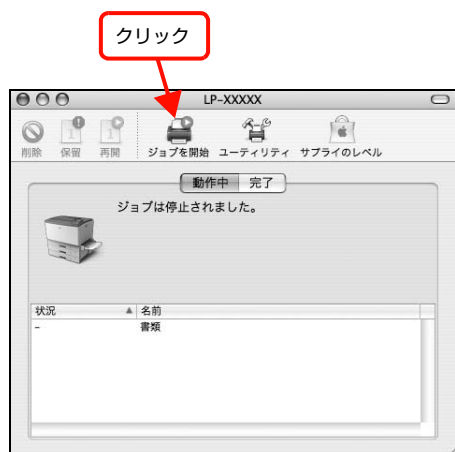 クリック
LP-XXXXX
削除 保留 再開 ジョブを開始 ユーティリティ サプライのレベル
動作中 完了
ジョブは停止されました。
状況 名前
- 書類